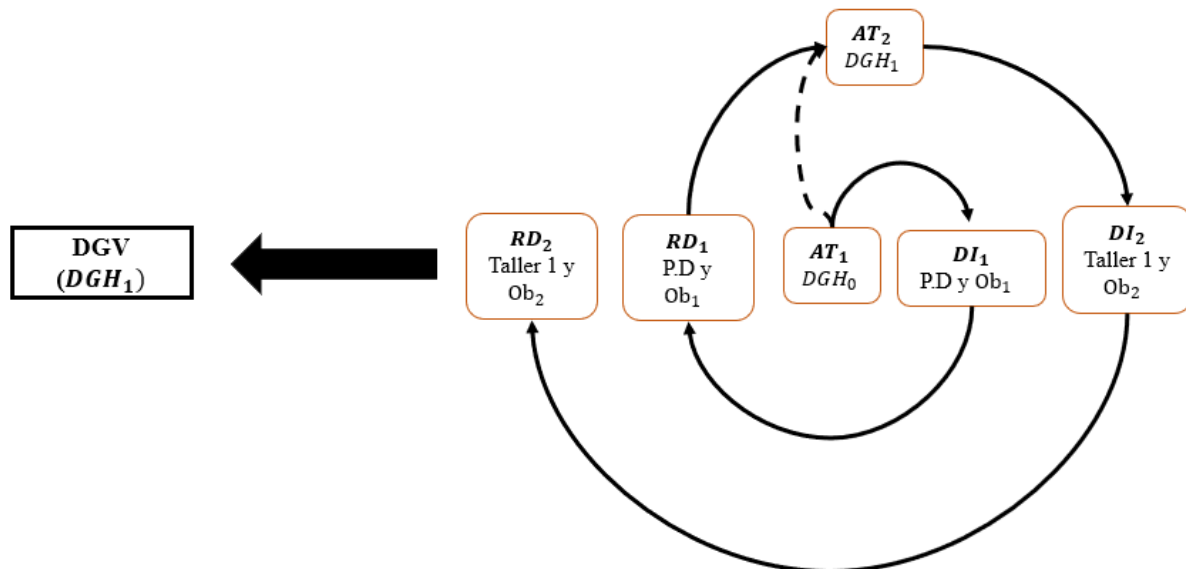 AT₂
DGH₁
DGV
(DGH₁)
RD₂
Taller 1 y
Ob₂
RD₁
P.D y
Ob₁
AT₁
DGH₀
DI₁
P.D y Ob₁
DI₂
Taller 1 y
Ob₂